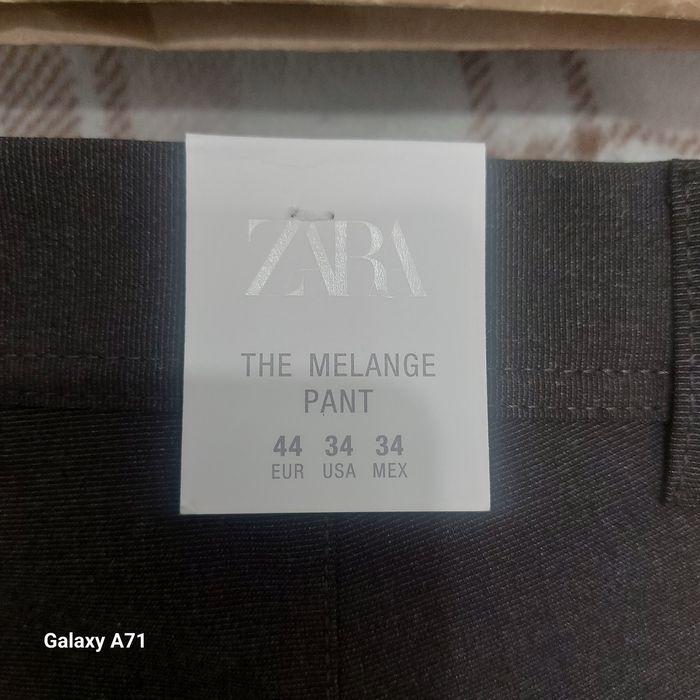 ZARA
THE MELANGE
PANT
44 34 34
EUR USA MEX
Galaxy A71